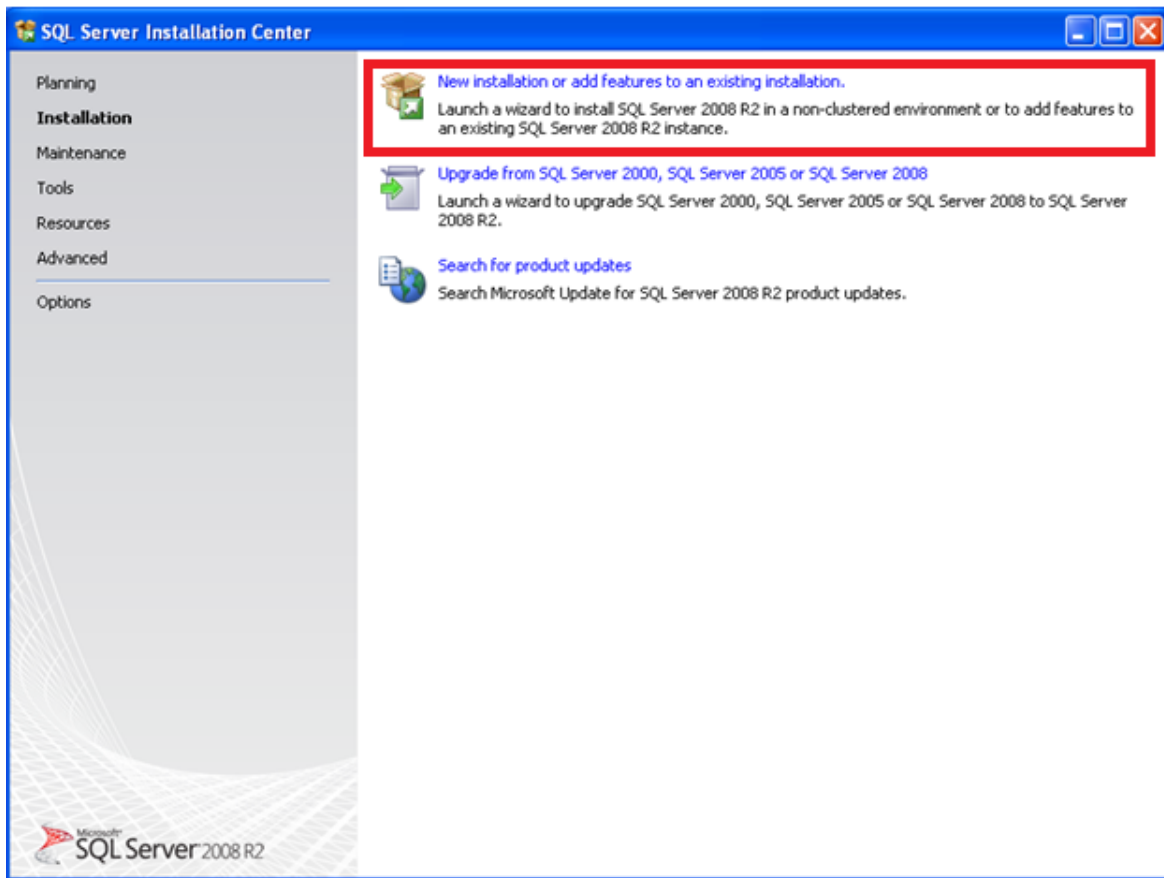 SQL Server Installation Center
Planning
Installation
Maintenance
Tools
Resources
Advanced
Options
New installation or add features to an existing installation.
Launch a wizard to install SQL Server 2008 R2 in a non-clustered environment or to add features to
an existing SQL Server 2008 R2 instance.
Upgrade from SQL Server 2000, SQL Server 2005 or SQL Server 2008
Launch a wizard to upgrade SQL Server 2000, SQL Server 2005 or SQL Server 2008 to SQL Server
2008 R2.
Search for product updates
Search Microsoft Update for SQL Server 2008 R2 product updates.
Microsoft
SQL Server 2008 R2